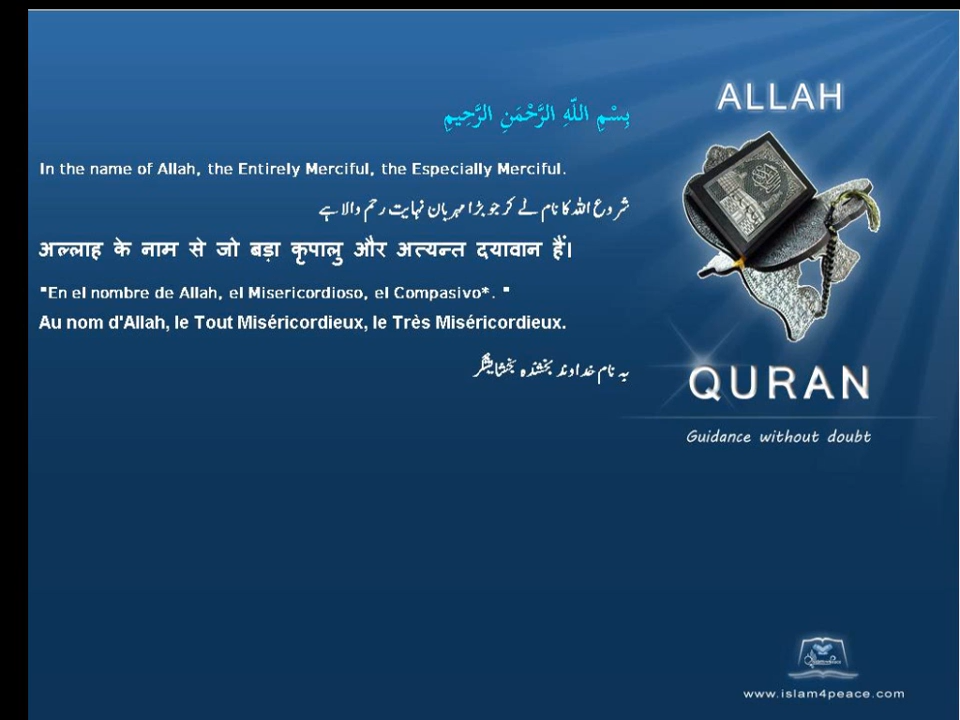 بِسْمِ اللّهِ الرَّحْمَنِ الرَّحِيمِ
In the name of Allah, the Entirely Merciful, the Especially Merciful.
شروع الله کا نام لے کر جو بڑا مہربان نہایت رحم والا ہے
अल्लाह के नाम से जो बड़ा कृपालु और अत्यन्त दयावान हैं।
"En el nombre de Allah, el Misericordioso, el Compasivo*. "
Au nom d'Allah, le Tout Miséricordieux, le Très Miséricordieux.
به نام خداوند بخشنده بخشایشگر
ALLAH
QURAN
Guidance without doubt
www.islam4peace.com